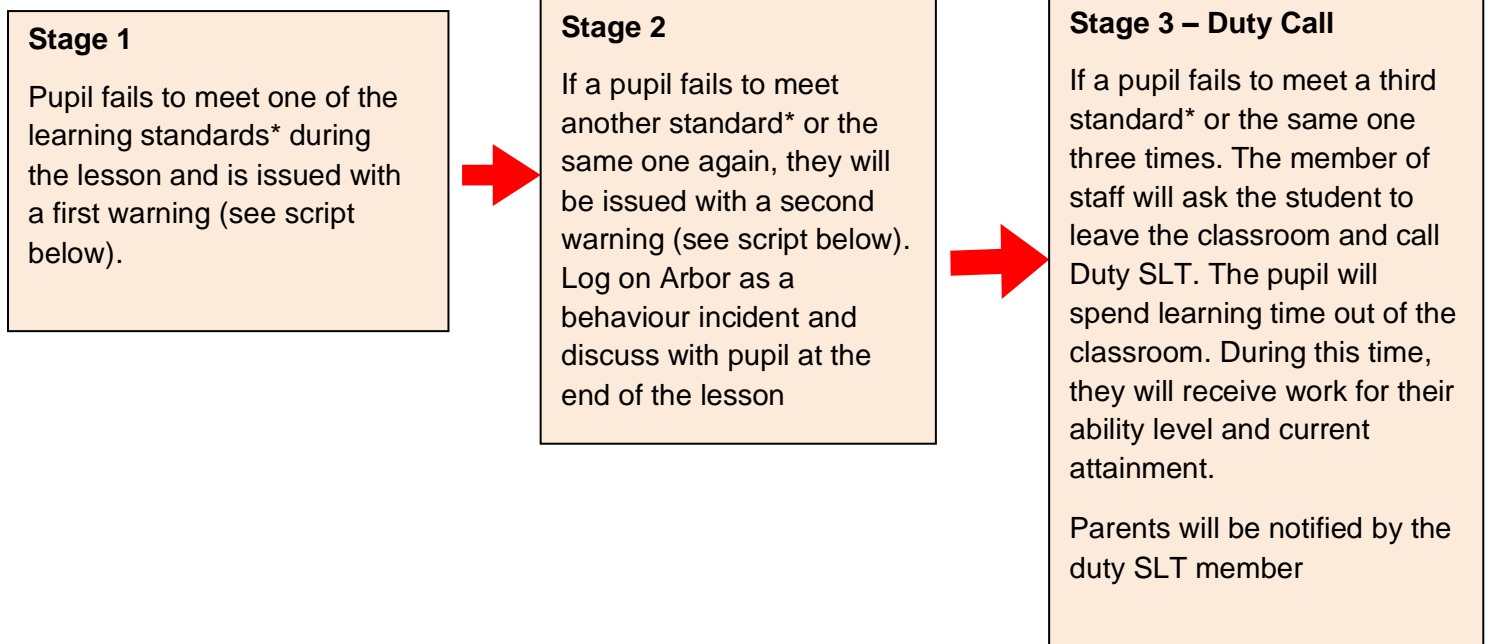 Stage 1
Pupil fails to meet one of the
learning standards* during
the lesson and is issued with
a first warning (see script
below).
Stage 2
If a pupil fails to meet
another standard* or the
same one again, they will
be issued with a second
warning (see script below).
Log on Arbor as a
behaviour incident and
discuss with pupil at the
end of the lesson
Stage 3 – Duty Call
If a pupil fails to meet a third
standard* or the same one
three times. The member of
staff will ask the student to
leave the classroom and call
Duty SLT. The pupil will
spend learning time out of the
classroom. During this time,
they will receive work for their
ability level and current
attainment.
Parents will be notified by the
duty SLT member